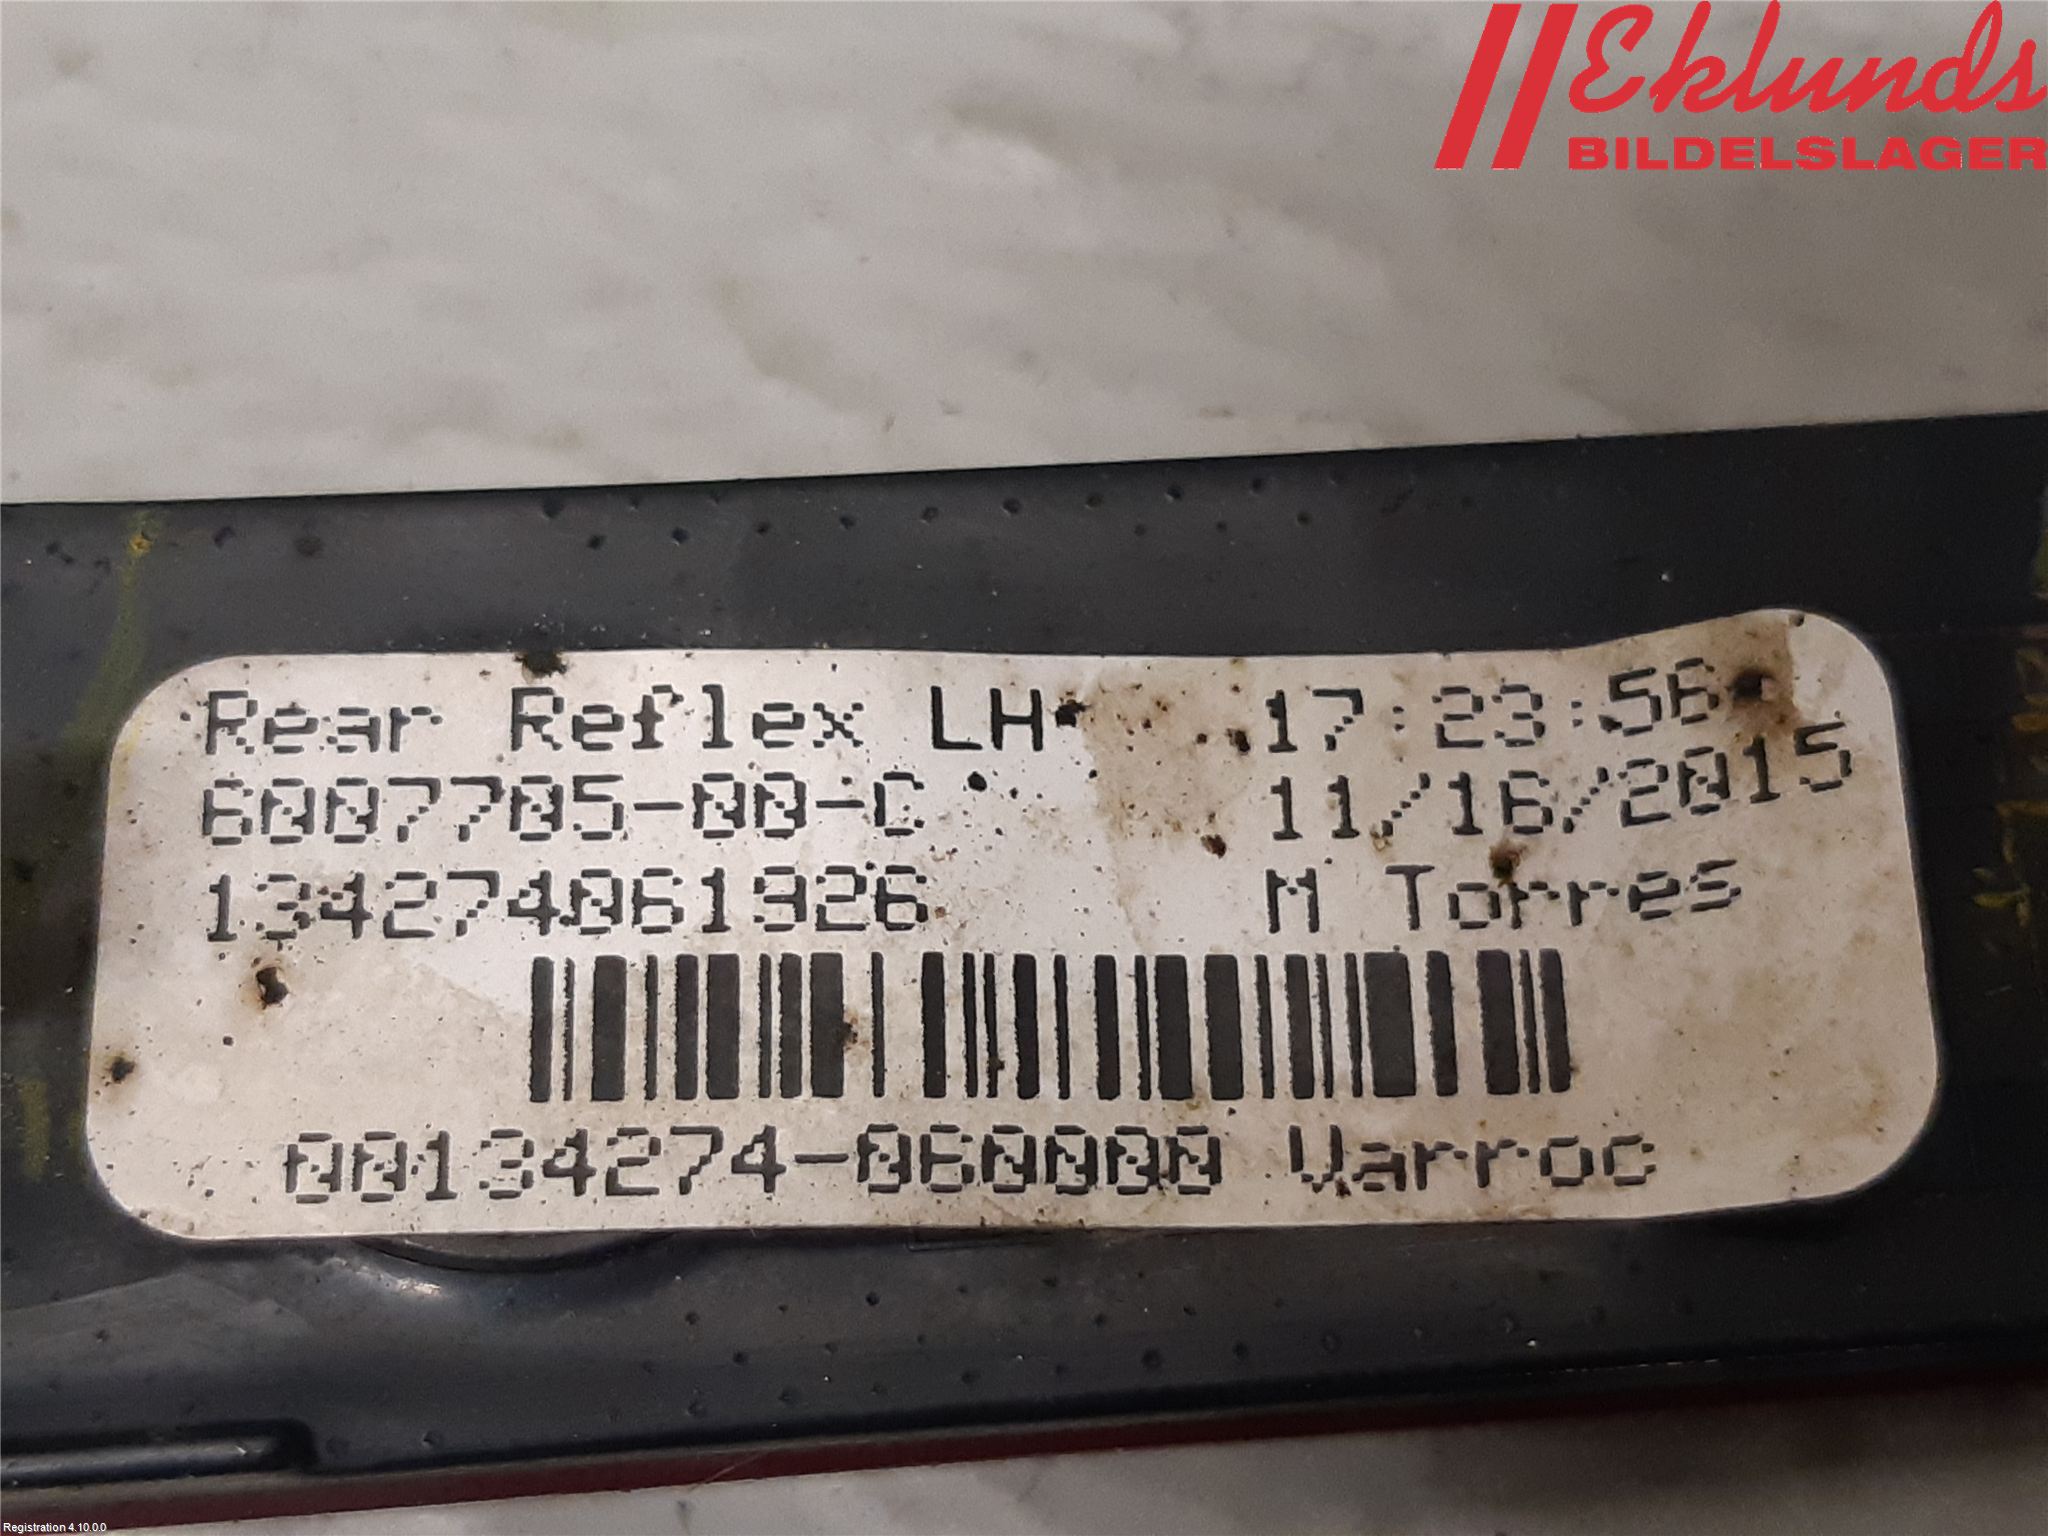 Eklunds
BILDELSLAGER
Rear Reflex LH 17:23:56
6007705-00-C 11/16/2015
134274061926 M Torres
00134274-060000 Varroc
Registration 4.10.0.0